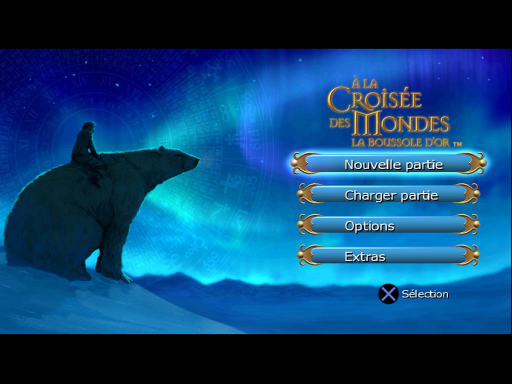 À LA
CROISÉE
DES MONDES
LA BOUSSOLE D'OR ™
Nouvelle partie
Charger partie
Options
Extras
Sélection